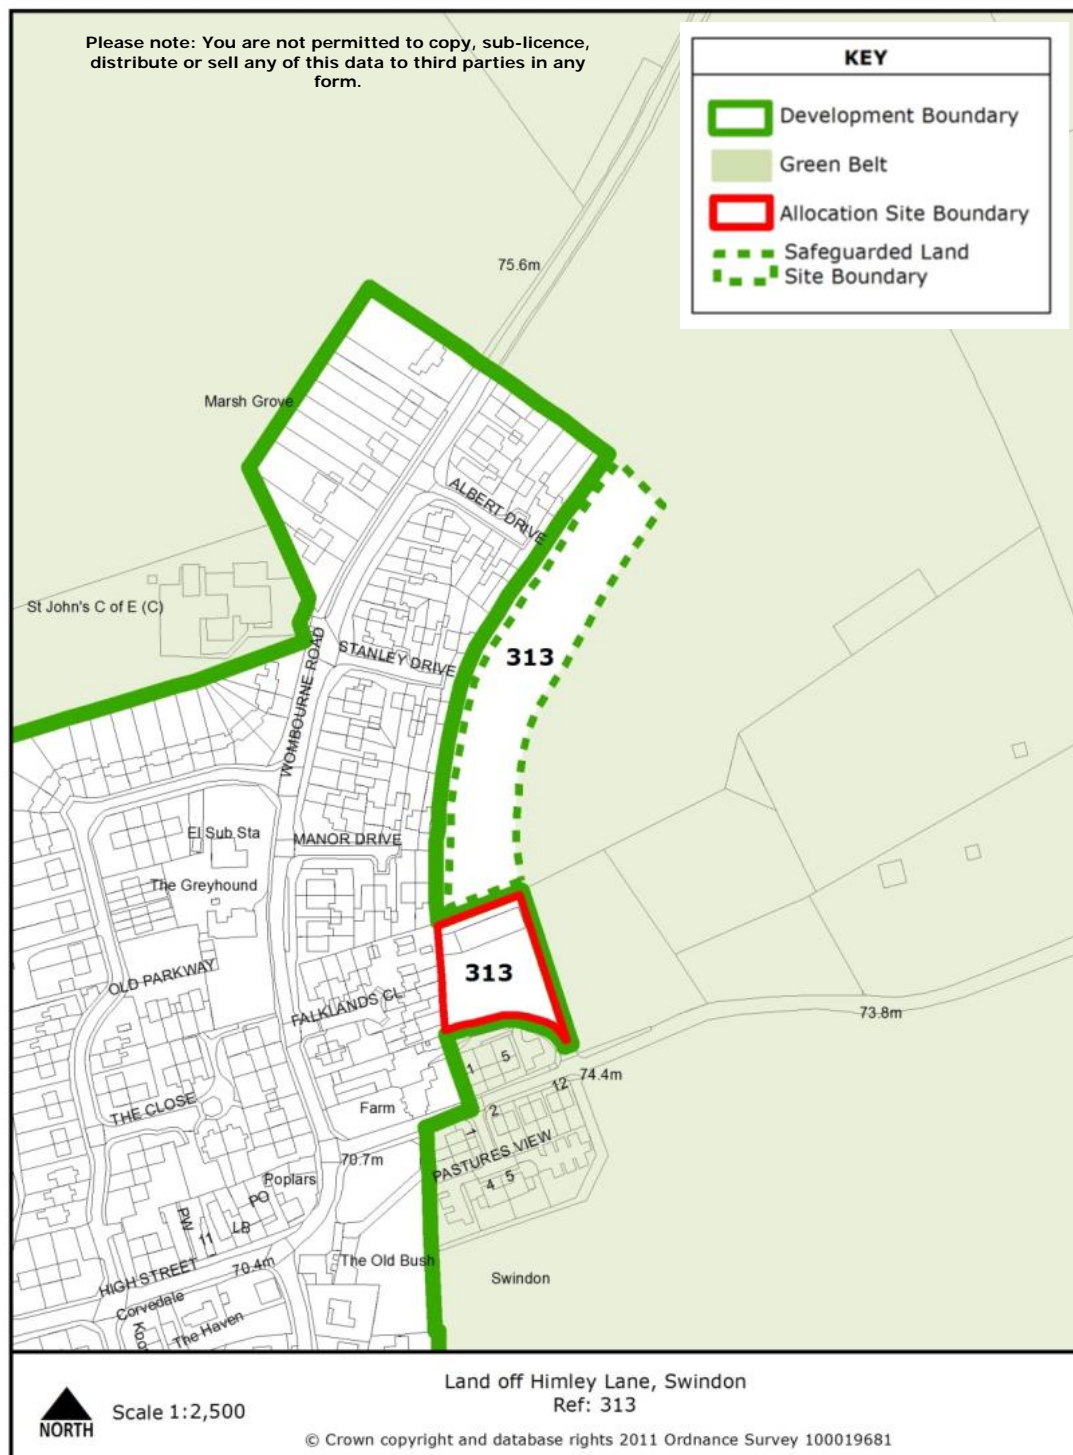 Please note: You are not permitted to copy, sub-licence,
distribute or sell any of this data to third parties in any
form.
KEY
Development Boundary
Green Belt
Allocation Site Boundary
Safeguarded Land
Site Boundary
75.6m
Marsh Grove
ALBERT DRIVE
St John's C of E (C)
STANLEY DRIVE
313
WOMBOURNE ROAD
El Sub Sta
MANOR DRIVE
The Greyhound
OLD PARKWAY
313
FALKLANDS CL
73.8m
1
5
74.4m
12
THE CLOSE
Farm
2
1
PASTURES VIEW
70.7m
4
5
Poplars
PO
PW
11
LB
The Old Bush
HIGH STREET
70.4m
Swindon
Corvedale
The Haven
NORTH
Scale 1:2,500
Land off Himley Lane, Swindon
Ref: 313
© Crown copyright and database rights 2011 Ordnance Survey 100019681